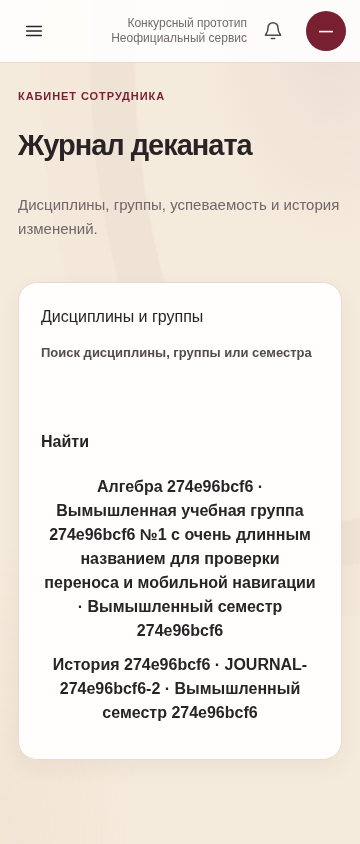 Конкурсный прототип
Неофициальный сервис
КАБИНЕТ СОТРУДНИКА
Журнал деканата
Дисциплины, группы, успеваемость и история
изменений.
Дисциплины и группы
Поиск дисциплины, группы или семестра
Найти
Алгебра 274e96bcf6 ·
Вымышленная учебная группа
274e96bcf6 №1 с очень длинным
названием для проверки
переноса и мобильной навигации
· Вымышленный семестр
274e96bcf6
История 274e96bcf6 · JOURNAL-
274e96bcf6-2 · Вымышленный
семестр 274e96bcf6